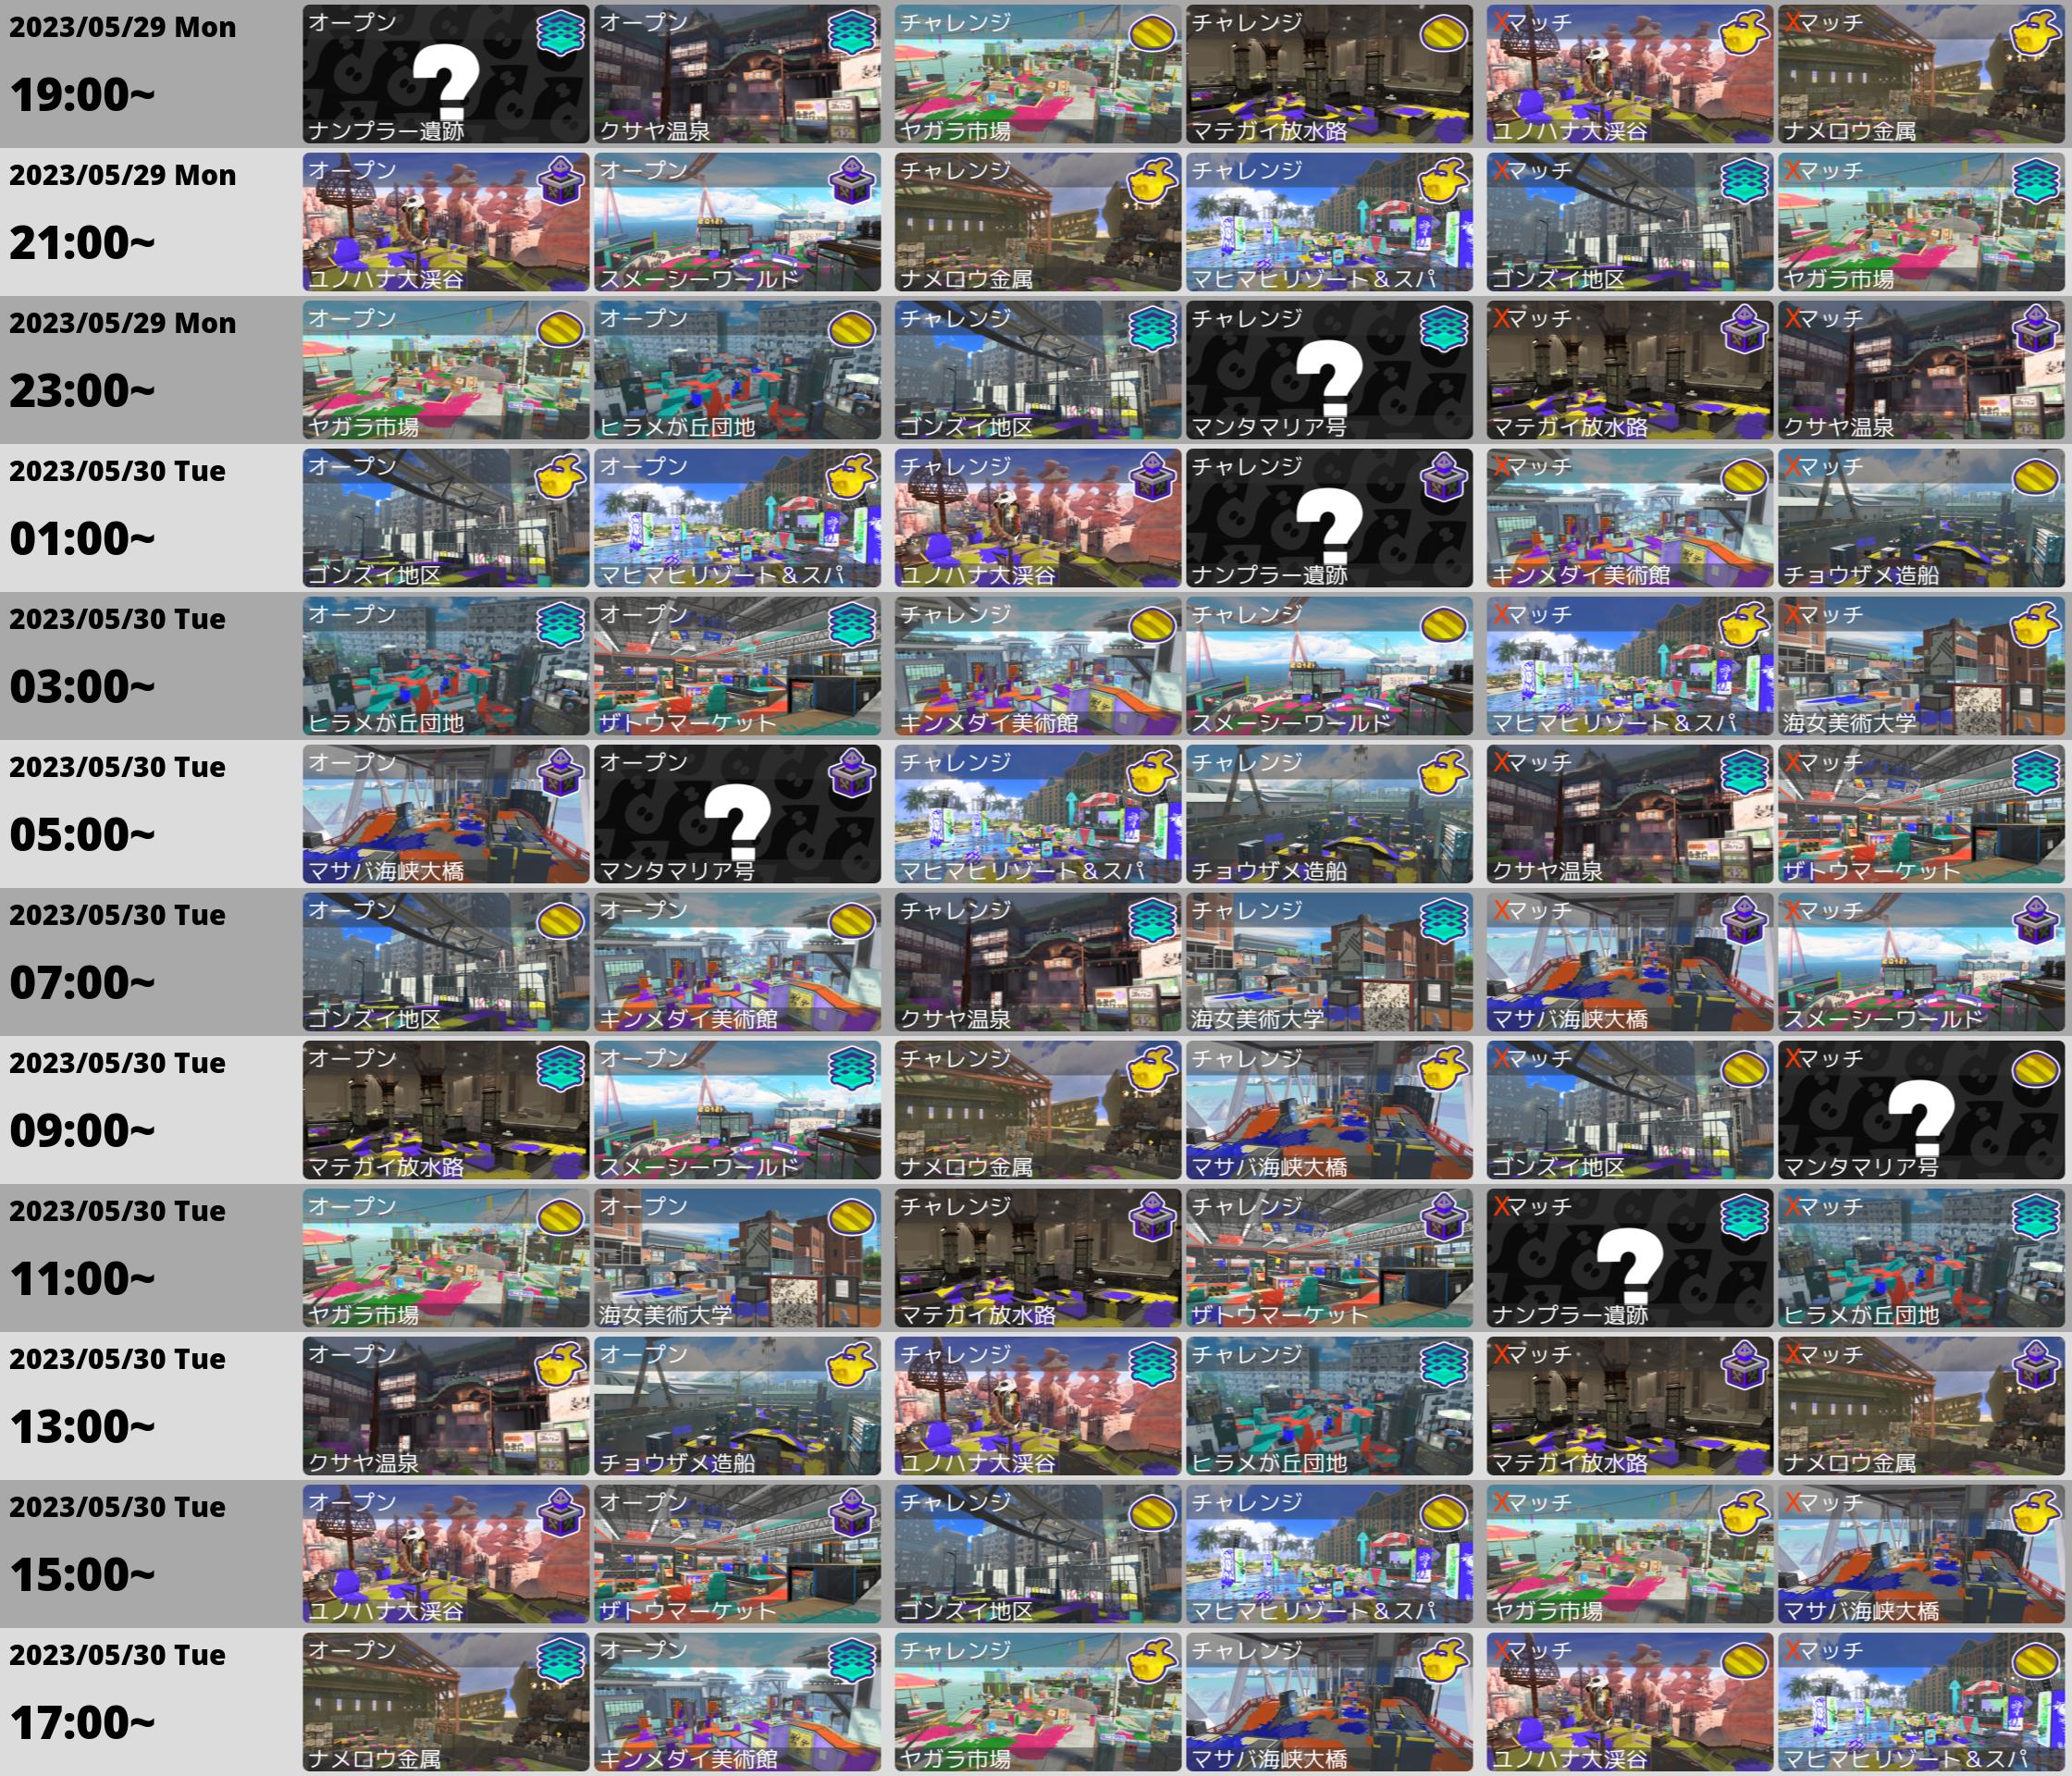 2023/05/29 Mon
19:00~
オープン オープン チャレンジ チャレンジ Xマッチ Xマッチ
ナンプラー遺跡 クサヤ温泉 ヤガラ市場 マテガイ放水路 ユノハナ大渓谷 ナメロウ金属
2023/05/29 Mon
21:00~
オープン オープン チャレンジ チャレンジ Xマッチ Xマッチ
ユノハナ大渓谷 スメーシーワールド ナメロウ金属 マヒマヒリゾート&スパ ゴンズイ地区 ヤガラ市場
2023/05/29 Mon
23:00~
オープン オープン チャレンジ チャレンジ Xマッチ Xマッチ
ヤガラ市場 ヒラメが丘団地 ゴンズイ地区 マンタマリア号 マテガイ放水路 クサヤ温泉
2023/05/30 Tue
01:00~
オープン オープン チャレンジ チャレンジ Xマッチ Xマッチ
ゴンズイ地区 マヒマヒリゾート&スパ ユノハナ大渓谷 ナンプラー遺跡 キンメダイ美術館 チョウザメ造船
2023/05/30 Tue
03:00~
オープン オープン チャレンジ チャレンジ Xマッチ Xマッチ
ヒラメが丘団地 ザトウマーケット キンメダイ美術館 スメーシーワールド マヒマヒリゾート&スパ 海女美術大学
2023/05/30 Tue
05:00~
オープン オープン チャレンジ チャレンジ Xマッチ Xマッチ
マサバ海峡大橋 マンタマリア号 マヒマヒリゾート&スパ チョウザメ造船 クサヤ温泉 ザトウマーケット
2023/05/30 Tue
07:00~
オープン オープン チャレンジ チャレンジ Xマッチ Xマッチ
ゴンズイ地区 キンメダイ美術館 クサヤ温泉 海女美術大学 マサバ海峡大橋 スメーシーワールド
2023/05/30 Tue
09:00~
オープン オープン チャレンジ チャレンジ Xマッチ Xマッチ
マテガイ放水路 スメーシーワールド ナメロウ金属 マサバ海峡大橋 ゴンズイ地区 マンタマリア号
2023/05/30 Tue
11:00~
オープン オープン チャレンジ チャレンジ Xマッチ Xマッチ
ヤガラ市場 海女美術大学 マテガイ放水路 ザトウマーケット ナンプラー遺跡 ヒラメが丘団地
2023/05/30 Tue
13:00~
オープン オープン チャレンジ チャレンジ Xマッチ Xマッチ
クサヤ温泉 チョウザメ造船 ユノハナ大渓谷 ヒラメが丘団地 マテガイ放水路 ナメロウ金属
2023/05/30 Tue
15:00~
オープン オープン チャレンジ チャレンジ Xマッチ Xマッチ
ユノハナ大渓谷 ザトウマーケット ゴンズイ地区 マヒマヒリゾート&スパ ヤガラ市場 マサバ海峡大橋
2023/05/30 Tue
17:00~
オープン オープン チャレンジ チャレンジ Xマッチ Xマッチ
ナメロウ金属 キンメダイ美術館 ヤガラ市場 マサバ海峡大橋 ユノハナ大渓谷 マヒマヒリゾート&スパ